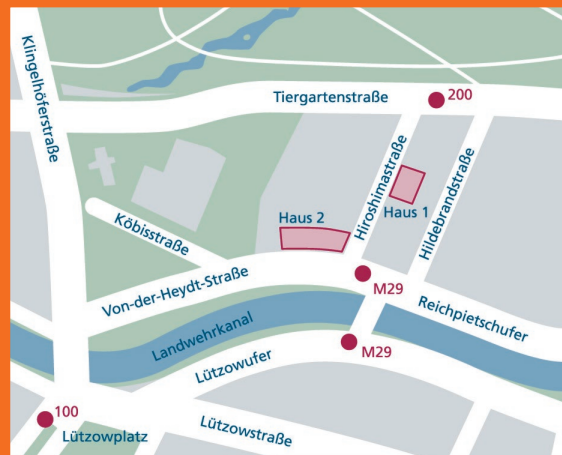 Klingelhöferstraße
Tiergartenstraße
200
Hiroshimastraße
Hildebrandstraße
Haus 1
Haus 2
Köbisstraße
Von-der-Heydt-Straße
M29
Reichpietschufer
Landwehrkanal
M29
Lützowufer
100
Lützowplatz
Lützowstraße